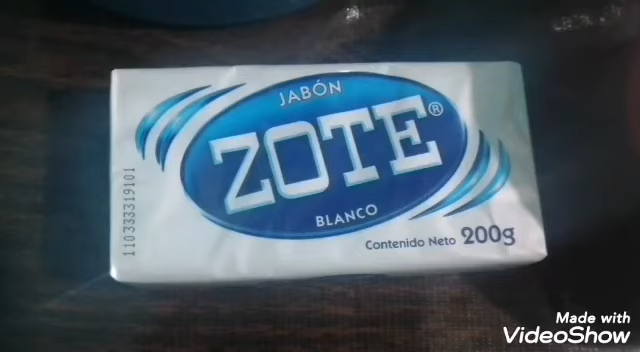 JABÓN
ZOTE®
BLANCO
Contenido Neto 200g
110333319101
Made with
VideoShow